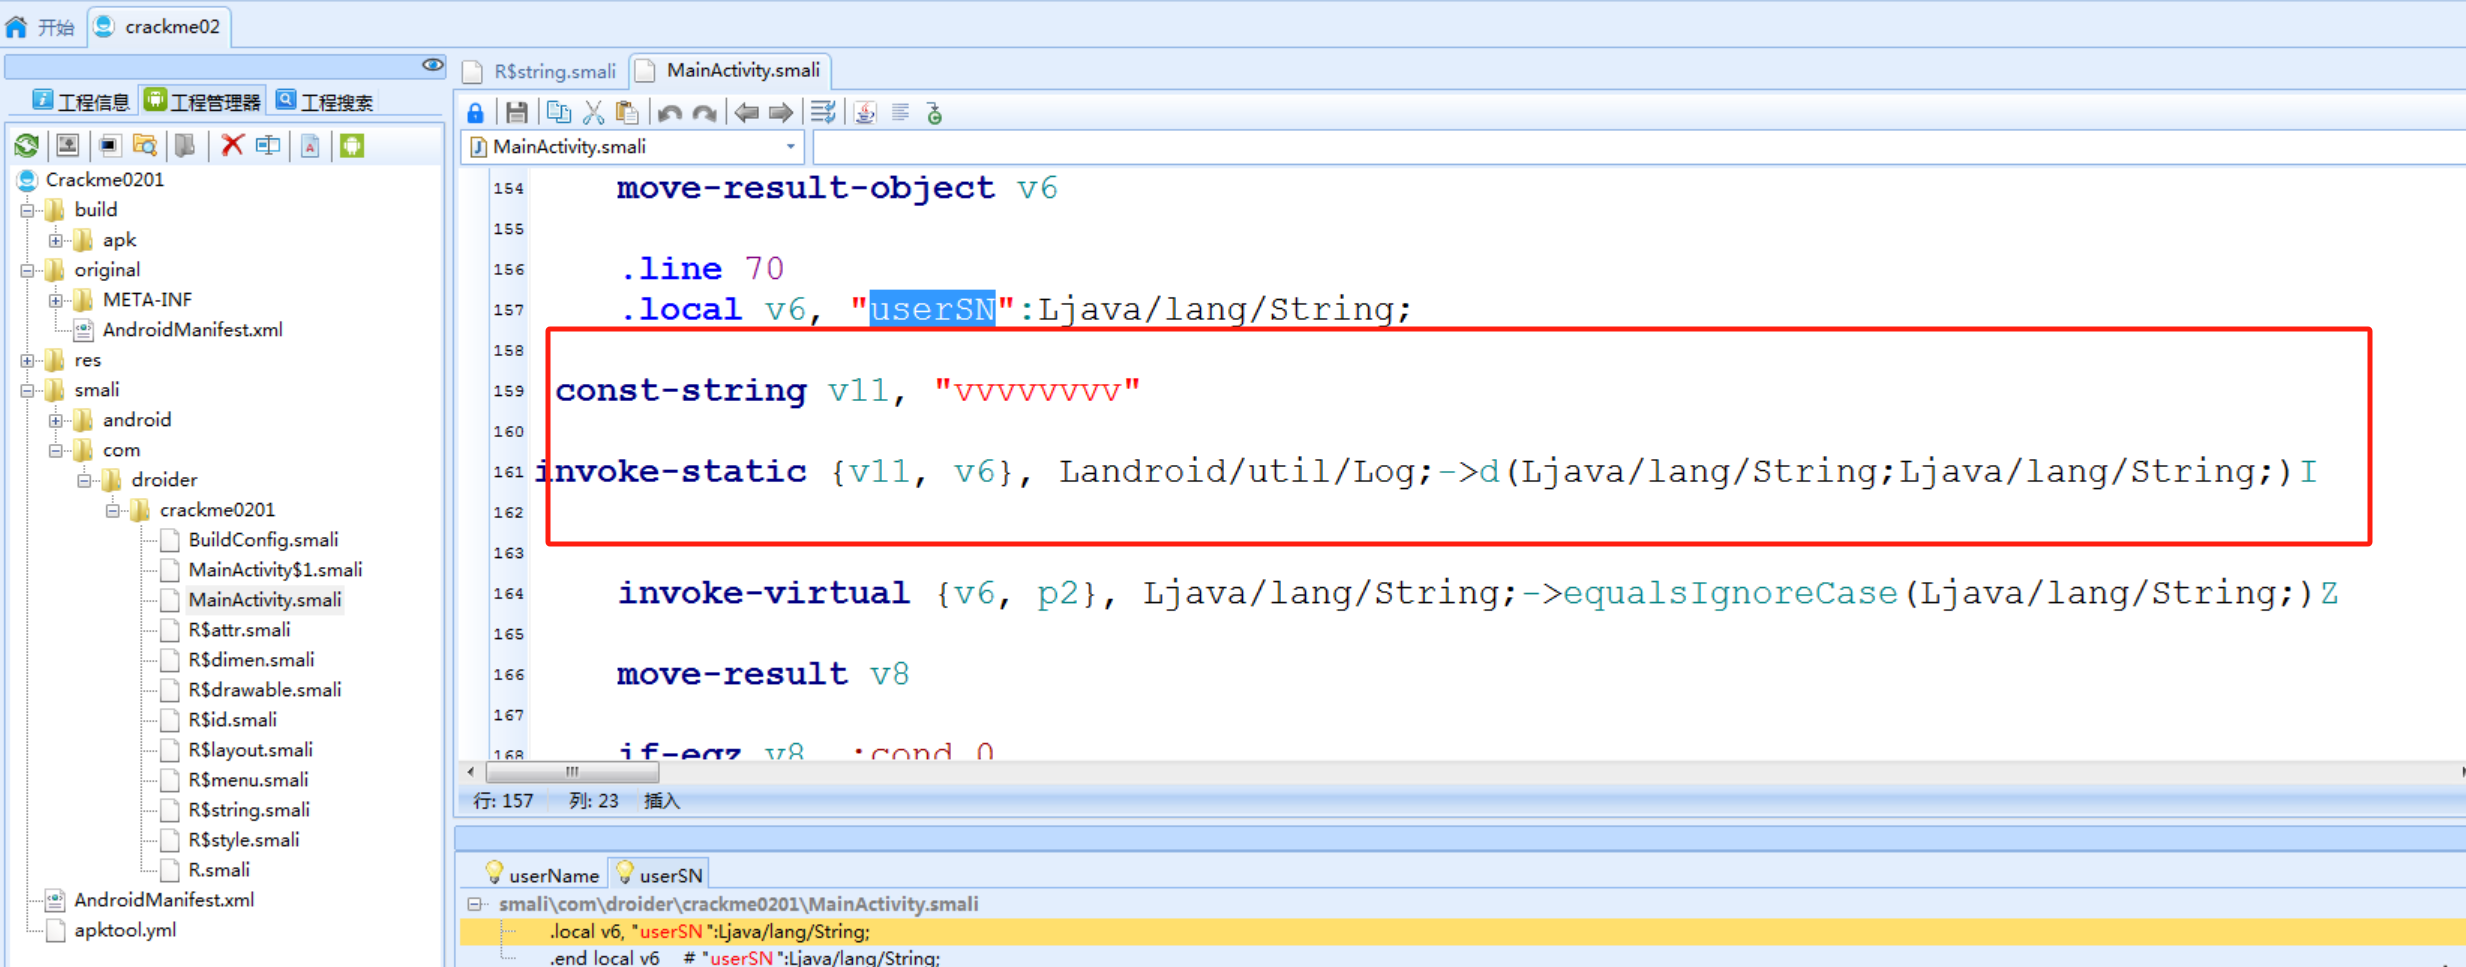 开始
crackme02
工程信息
工程管理器
工程搜索
Crackme0201
build
apk
original
META-INF
AndroidManifest.xml
res
smali
android
com
droider
crackme0201
BuildConfig.smali
MainActivity$1.smali
MainActivity.smali
R$attr.smali
R$dimen.smali
R$drawable.smali
R$id.smali
R$layout.smali
R$menu.smali
R$string.smali
R$style.smali
R.smali
AndroidManifest.xml
apktool.yml
R$string.smali
MainActivity.smali
MainActivity.smali
154 move-result-object v6
155
156 .line 70
157 .local v6, "userSN":Ljava/lang/String;
158
159 const-string v11, "vvvvvvvv"
160
161 invoke-static {v11, v6}, Landroid/util/Log;->d(Ljava/lang/String;Ljava/lang/String;)I
162
163
164 invoke-virtual {v6, p2}, Ljava/lang/String;->equalsIgnoreCase(Ljava/lang/String;)Z
165
166 move-result v8
167
168 if-eqz v8, :cond_0
行: 157 列: 23 插入
userName
userSN
smali\com\droider\crackme0201\MainActivity.smali
.local v6, "userSN":Ljava/lang/String;
.end local v6 # "userSN":Ljava/lang/String;